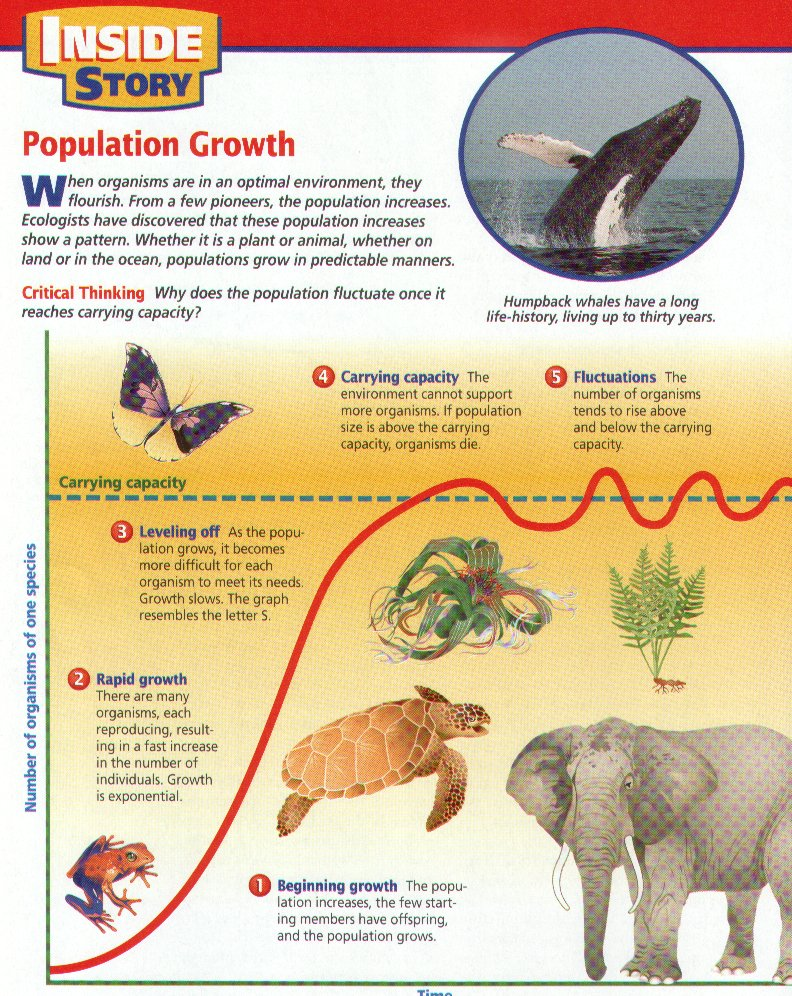 INSIDE
STORY
Population Growth
When organisms are in an optimal environment, they
flourish. From a few pioneers, the population increases.
Ecologists have discovered that these population increases
show a pattern. Whether it is a plant or animal, whether on
land or in the ocean, populations grow in predictable manners.
Critical Thinking Why does the population fluctuate once it
reaches carrying capacity?
Humpback whales have a long
life-history, living up to thirty years.
4 Carrying capacity The
environment cannot support
more organisms. If population
size is above the carrying
capacity, organisms die.
5 Fluctuations The
number of organisms
tends to rise above
and below the carrying
capacity.
Carrying capacity
3 Leveling off As the popu-
lation grows, it becomes
more difficult for each
organism to meet its needs.
Growth slows. The graph
resembles the letter S.
2 Rapid growth
There are many
organisms, each
reproducing, result-
ing in a fast increase
in the number of
individuals. Growth
is exponential.
1 Beginning growth The popu-
lation increases, the few start-
ing members have offspring,
and the population grows.
Number of organisms of one species
Time